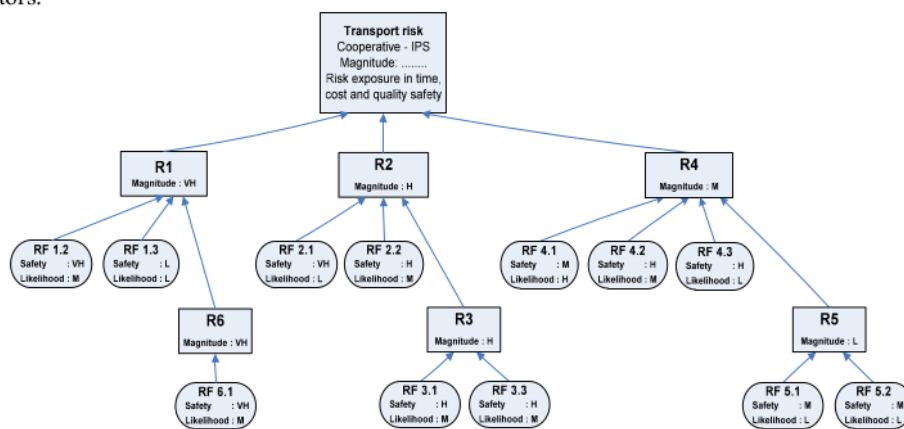 Transport risk
Cooperative - IPS
Magnitude: ........
Risk exposure in time,
cost and quality safety
R1
Magnitude : VH
R2
Magnitude : H
R4
Magnitude : M
RF 1.2
Safety : VH
Likelihood : M
RF 1.3
Safety : L
Likelihood : L
RF 2.1
Safety : VH
Likelihood : L
RF 2.2
Safety : H
Likelihood : M
RF 4.1
Safety : M
Likelihood : H
RF 4.2
Safety : H
Likelihood : M
RF 4.3
Safety : H
Likelihood : L
R6
Magnitude : VH
R3
Magnitude : H
R5
Magnitude : L
RF 6.1
Safety : VH
Likelihood : M
RF 3.1
Safety : H
Likelihood : M
RF 3.3
Safety : H
Likelihood : M
RF 5.1
Safety : M
Likelihood : L
RF 5.2
Safety : M
Likelihood : L